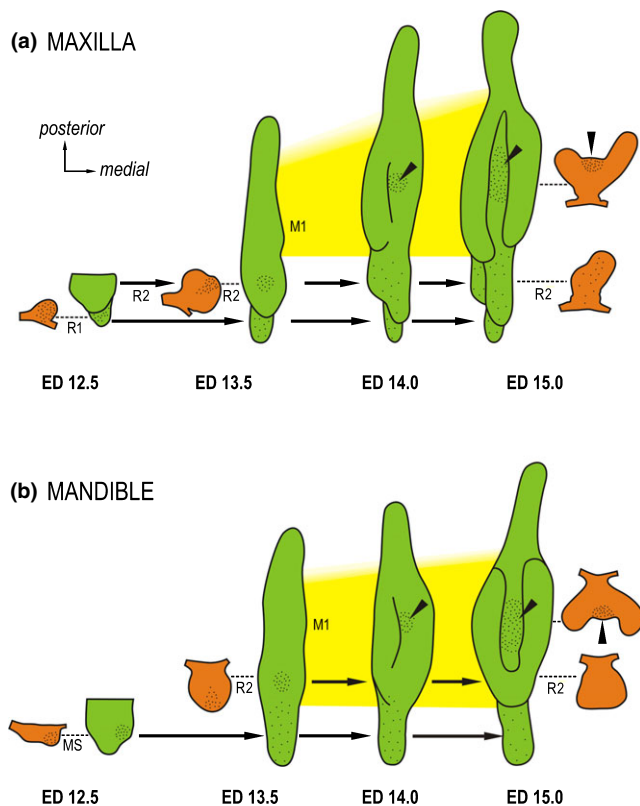 (a) MAXILLA
posterior
medial
M1
R2
R2
R2
R1
ED 12.5
ED 13.5
ED 14.0
ED 15.0
(b) MANDIBLE
M1
R2
R2
MS
ED 12.5
ED 13.5
ED 14.0
ED 15.0